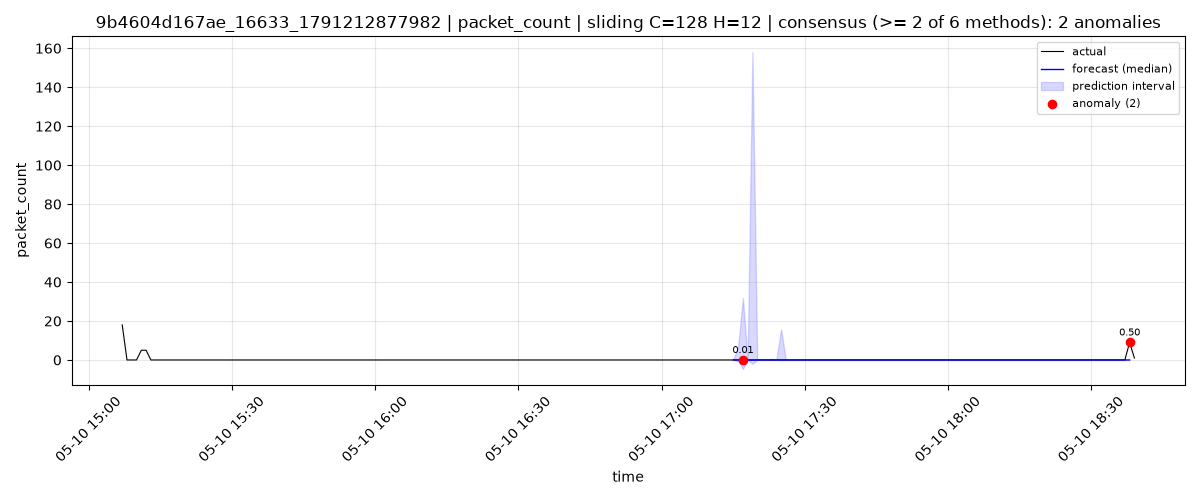 9b4604d167ae_16633_1791212877982 | packet_count | sliding C=128 H=12 | consensus (>= 2 of 6 methods): 2 anomalies
160
140
120
100
80
60
40
20
0
packet_count
actual
forecast (median)
prediction interval
anomaly (2)
0.01
0.50
05-10 15:00
05-10 15:30
05-10 16:00
05-10 16:30
05-10 17:00
05-10 17:30
05-10 18:00
05-10 18:30
time